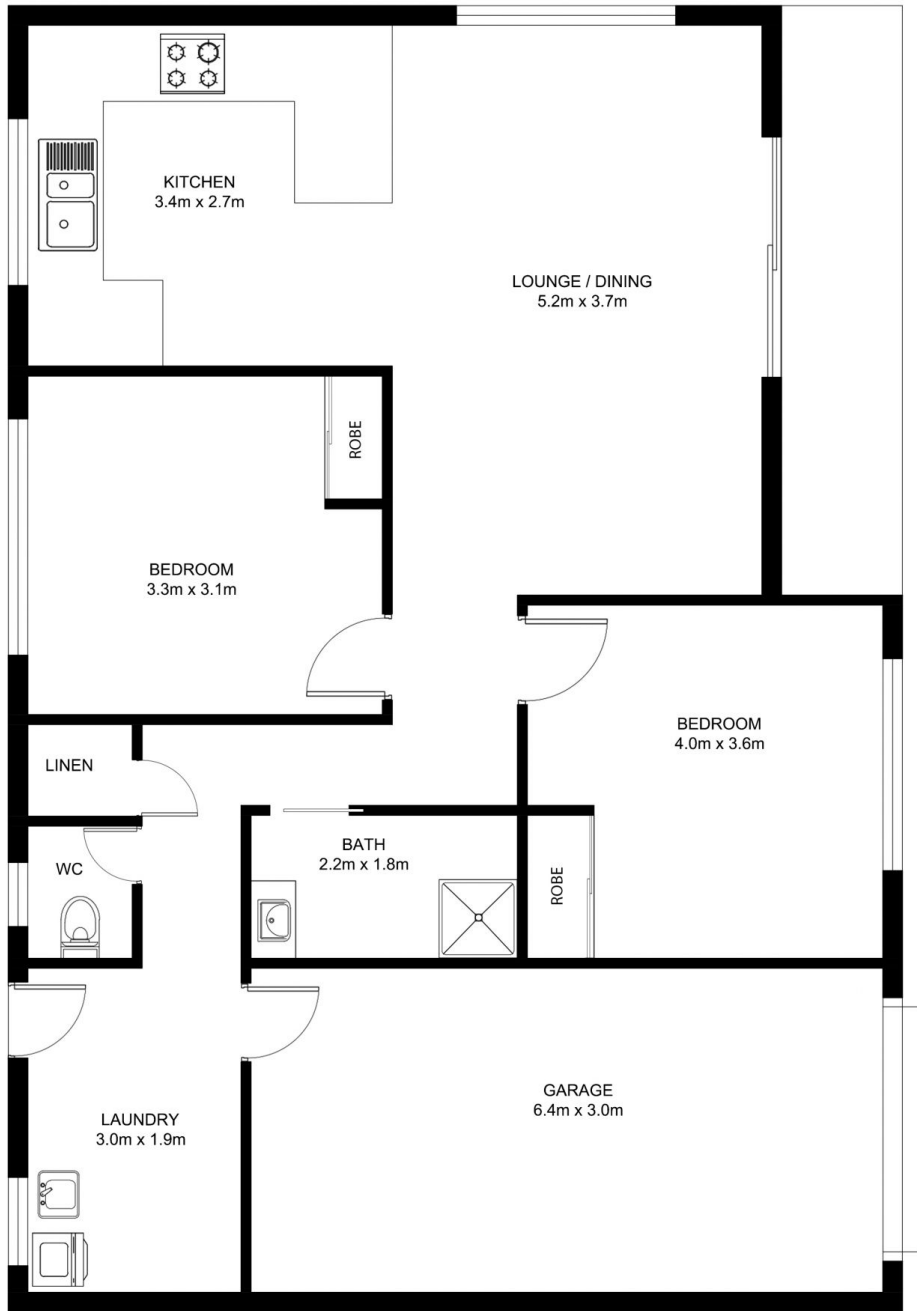 KITCHEN
3.4m x 2.7m
LOUNGE / DINING
5.2m x 3.7m
ROBE
BEDROOM
3.3m x 3.1m
BEDROOM
4.0m x 3.6m
LINEN
BATH
2.2m x 1.8m
WC
ROBE
GARAGE
6.4m x 3.0m
LAUNDRY
3.0m x 1.9m